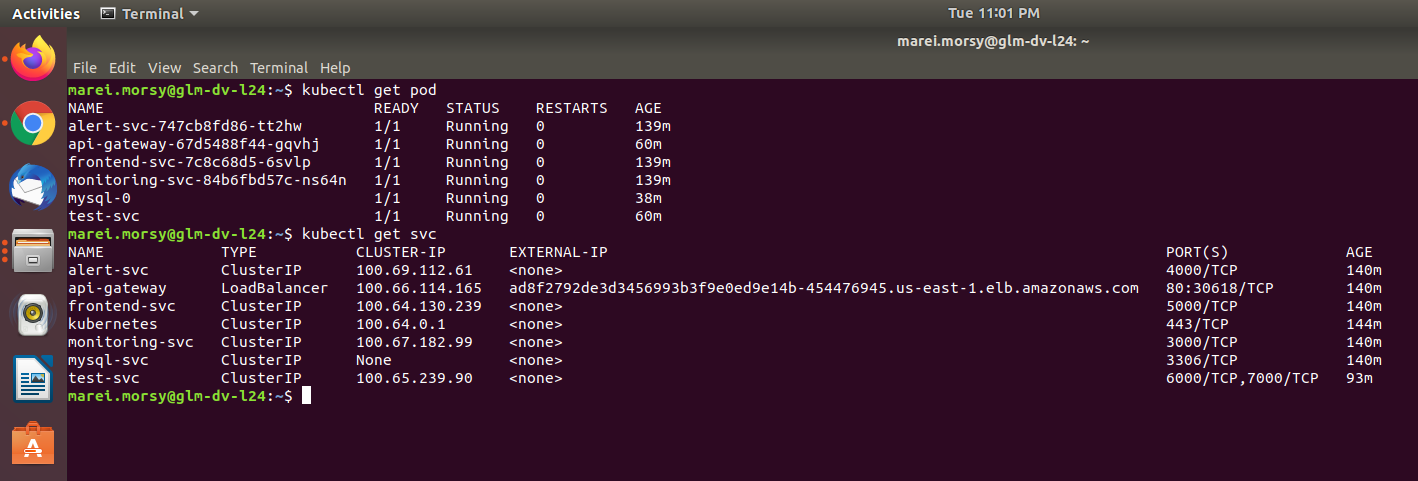 Activities Terminal Tue 11:01 PM
marei.morsy@glm-dv-l24: ~
File Edit View Search Terminal Help
marei.morsy@glm-dv-l24:~$ kubectl get pod
NAME READY STATUS RESTARTS AGE
alert-svc-747cb8fd86-tt2hw 1/1 Running 0 139m
api-gateway-67d5488f44-gqvhj 1/1 Running 0 60m
frontend-svc-7c8c68d5-6svlp 1/1 Running 0 139m
monitoring-svc-84b6fbd57c-ns64n 1/1 Running 0 139m
mysql-0 1/1 Running 0 38m
test-svc 1/1 Running 0 60m
marei.morsy@glm-dv-l24:~$ kubectl get svc
NAME TYPE CLUSTER-IP EXTERNAL-IP PORT(S) AGE
alert-svc ClusterIP 100.69.112.61 <none> 4000/TCP 140m
api-gateway LoadBalancer 100.66.114.165 ad8f2792de3d3456993b3f9e0ed9e14b-454476945.us-east-1.elb.amazonaws.com 80:30618/TCP 140m
frontend-svc ClusterIP 100.64.130.239 <none> 5000/TCP 140m
kubernetes ClusterIP 100.64.0.1 <none> 443/TCP 144m
monitoring-svc ClusterIP 100.67.182.99 <none> 3000/TCP 140m
mysql-svc ClusterIP None <none> 3306/TCP 140m
test-svc ClusterIP 100.65.239.90 <none> 6000/TCP,7000/TCP 93m
marei.morsy@glm-dv-l24:~$